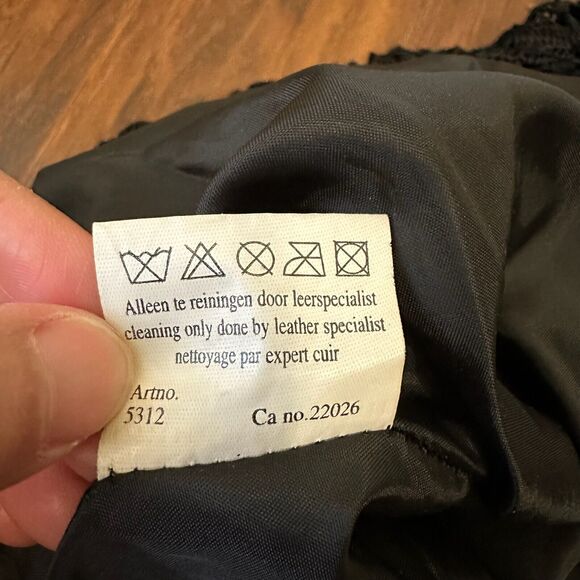 Alleen te reiningen door leerspecialist
cleaning only done by leather specialist
nettoyage par expert cuir
Artno.
5312 Ca no.22026